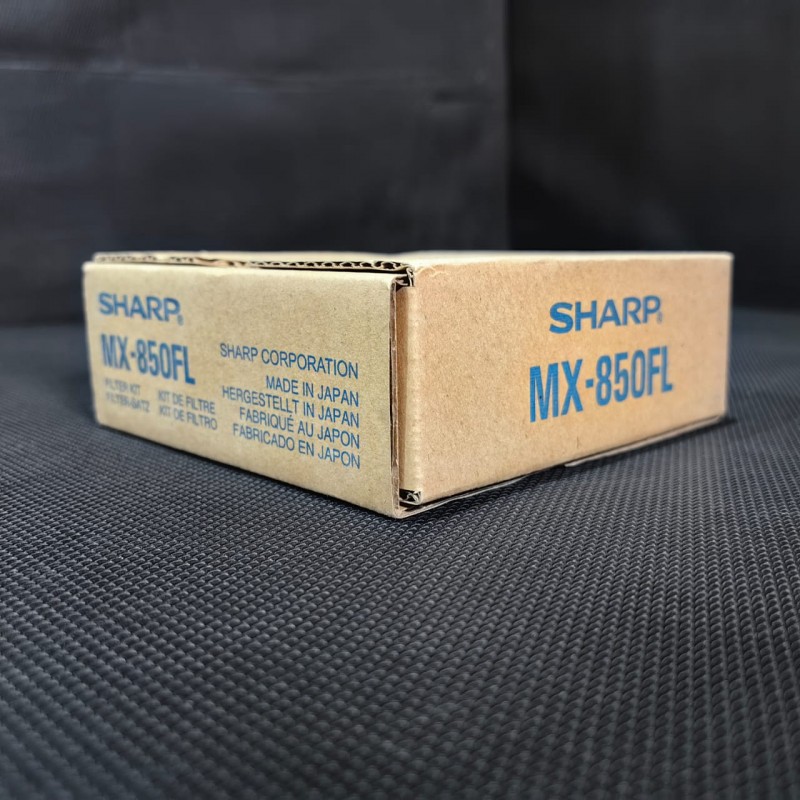 SHARP®
MX-850FL
FILTER KIT KIT DE FILTRE
FILTER-SATZ KIT DE FILTRO
SHARP CORPORATION
MADE IN JAPAN
HERGESTELLT IN JAPAN
FABRIQUÉ AU JAPON
FABRICADO EN JAPON
SHARP®
MX-850FL